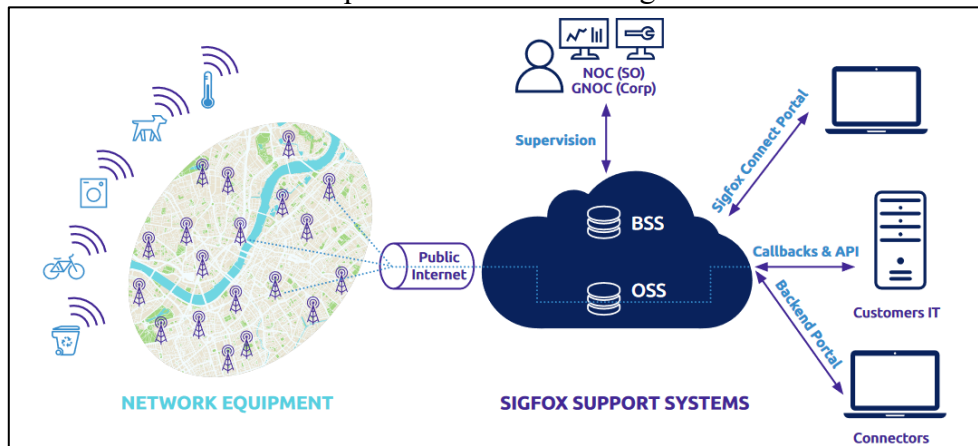 NOC (SO)
GNOC (Corp)
Supervision
Sigfox Connect Portal
BSS
Public
Internet
Callbacks & API
OSS
Backend Portal
Customers IT
NETWORK EQUIPMENT
SIGFOX SUPPORT SYSTEMS
Connectors